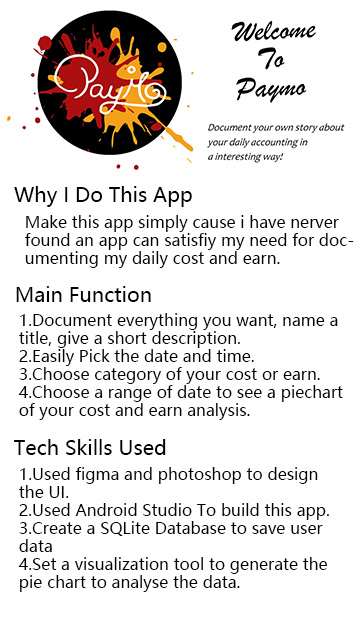 PayMo
Welcome
To
Paymo
Document your own story about
your daily accounting in
a interesting way!
Why I Do This App
Make this app simply cause i have nerver
found an app can satisfiy my need for doc-
umenting my daily cost and earn.
Main Function
1.Document everything you want, name a
title, give a short description.
2.Easily Pick the date and time.
3.Choose category of your cost or earn.
4.Choose a range of date to see a piechart
of your cost and earn analysis.
Tech Skills Used
1.Used figma and photoshop to design
the UI.
2.Used Android Studio To build this app.
3.Create a SQLite Database to save user
data
4.Set a visualization tool to generate the
pie chart to analyse the data.